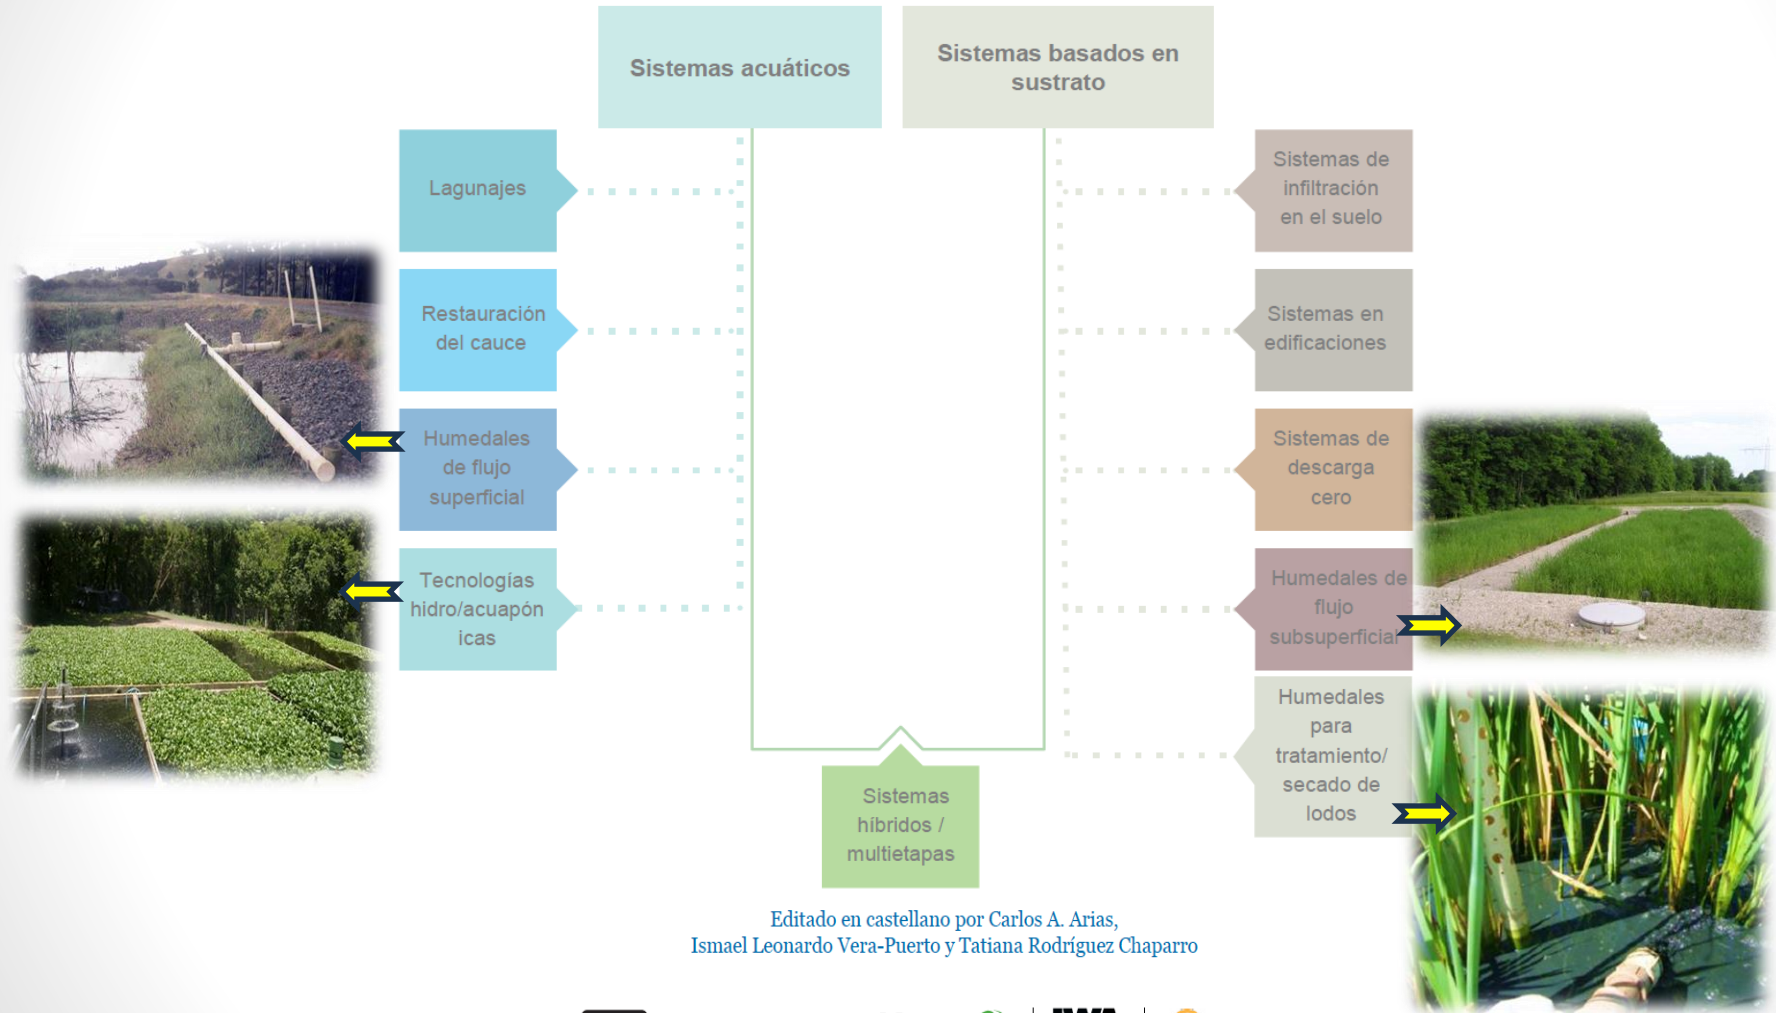 Sistemas acuáticos
Sistemas basados en
sustrato
Lagunajes
Restauración
del cauce
Humedales
de flujo
superficial
Tecnologías
hidro/acuapón
icas
Sistemas de
infiltración
en el suelo
Sistemas en
edificaciones
Sistemas de
descarga
cero
Humedales de
flujo
subsuperficial
Humedales
para
tratamiento/
secado de
lodos
Sistemas
híbridos /
multietapas
Editado en castellano por Carlos A. Arias,
Ismael Leonardo Vera-Puerto y Tatiana Rodríguez Chaparro